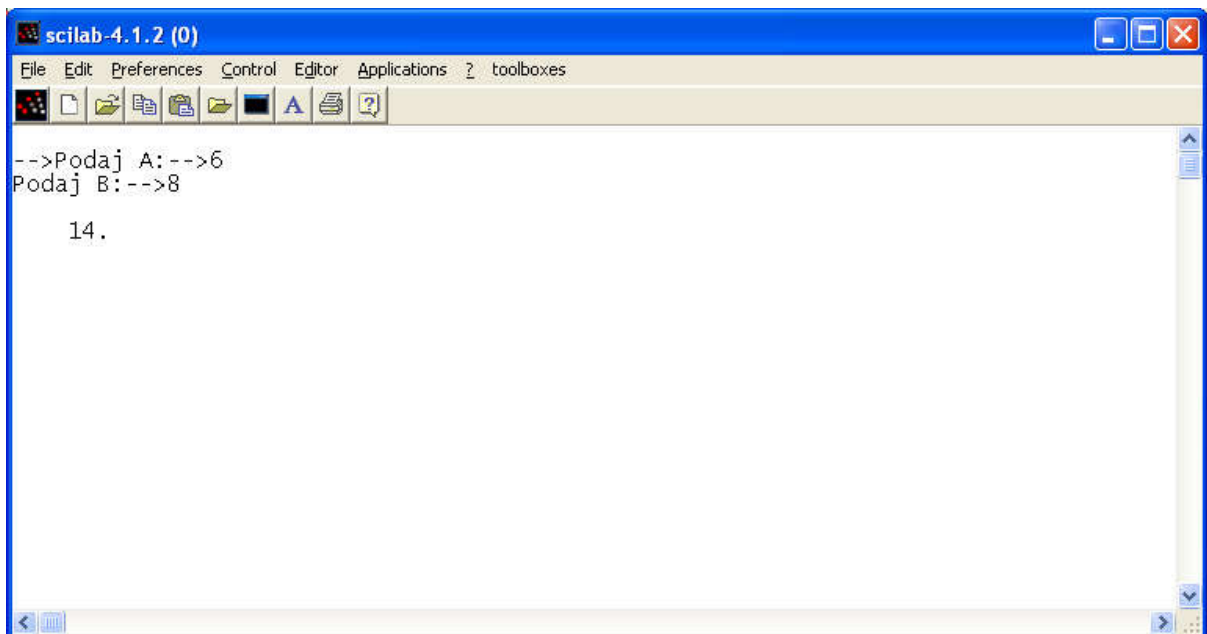 scilab-4.1.2 (0)
File Edit Preferences Control Editor Applications ? toolboxes
A
-->Podaj A:-->6
Podaj B:-->8
14.